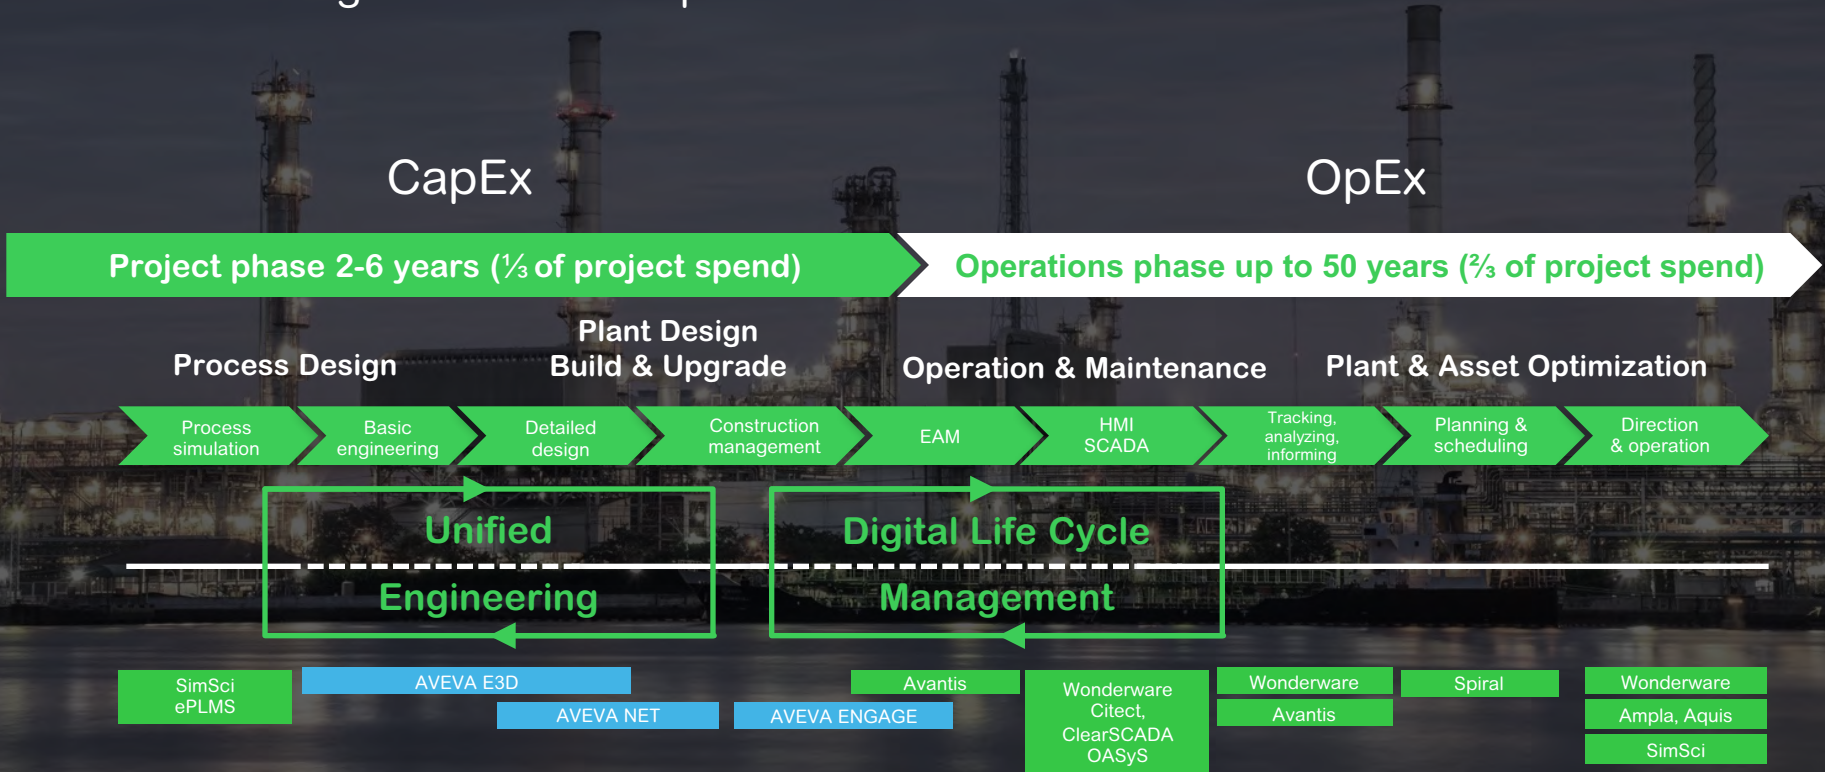 CapEx
OpEx
Project phase 2-6 years (⅓ of project spend)
Operations phase up to 50 years (⅔ of project spend)
Process Design
Plant Design
Build & Upgrade
Operation & Maintenance
Plant & Asset Optimization
Process
simulation
Basic
engineering
Detailed
design
Construction
management
EAM
HMI
SCADA
Tracking,
analyzing,
informing
Planning &
scheduling
Direction
& operation
Unified
Engineering
Digital Life Cycle
Management
SimSci
ePLMS
AVEVA E3D
AVEVA NET
AVEVA ENGAGE
Avantis
Wonderware
Citect,
ClearSCADA
OASyS
Wonderware
Avantis
Spiral
Wonderware
Ampla, Aquis
SimSci